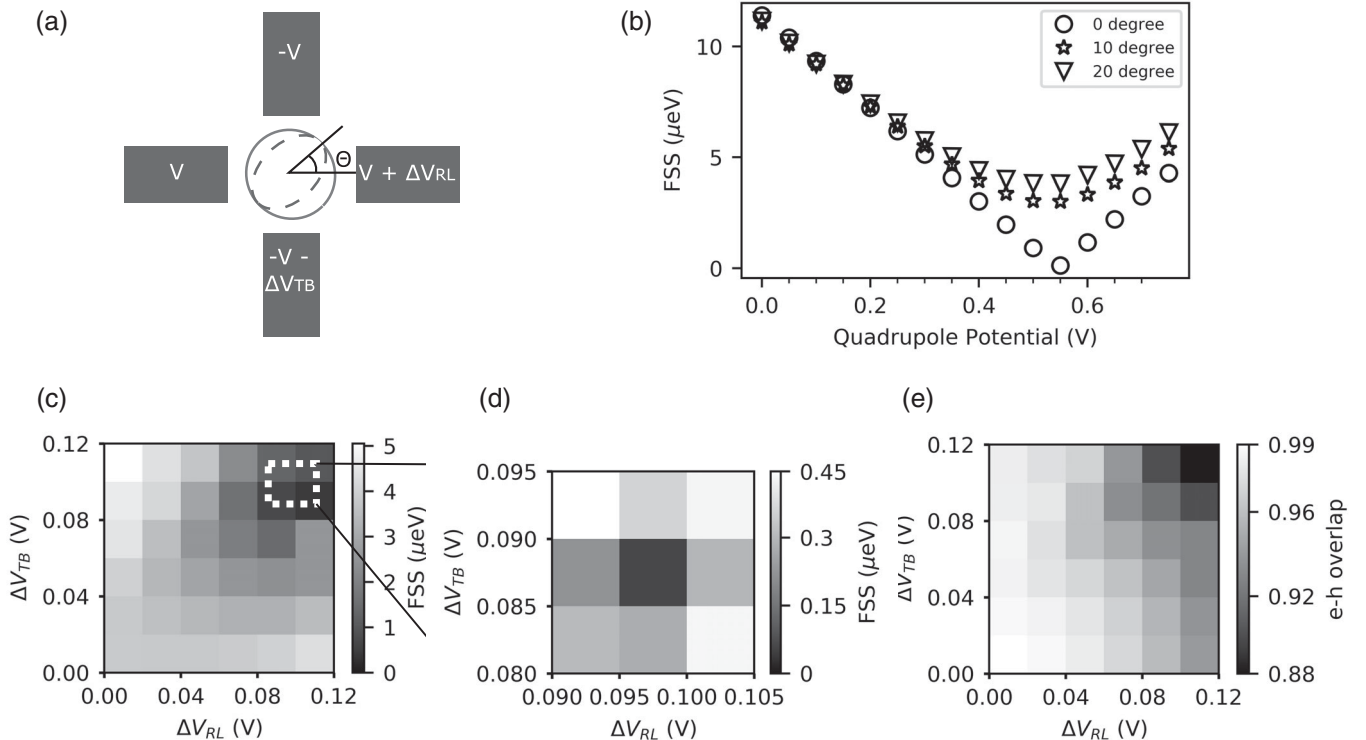 (a)
-V
V
Θ
V + ΔVRL
-V -
ΔVTB
(b)
FSS (μeV)
10
5
0
0 degree
10 degree
20 degree
0.0 0.2 0.4 0.6
Quadrupole Potential (V)
(c)
ΔVTB (V)
0.12
0.08
0.04
0.00
0.00 0.04 0.08 0.12
ΔVRL (V)
5
4
3
2
1
0
FSS (μeV)
(d)
ΔVTB (V)
0.095
0.090
0.085
0.080
0.090 0.095 0.100 0.105
ΔVRL (V)
0.45
0.3
0.15
0
FSS (μeV)
(e)
ΔVTB (V)
0.12
0.08
0.04
0.00
0.00 0.04 0.08 0.12
ΔVRL (V)
0.99
0.96
0.92
0.88
e-h overlap